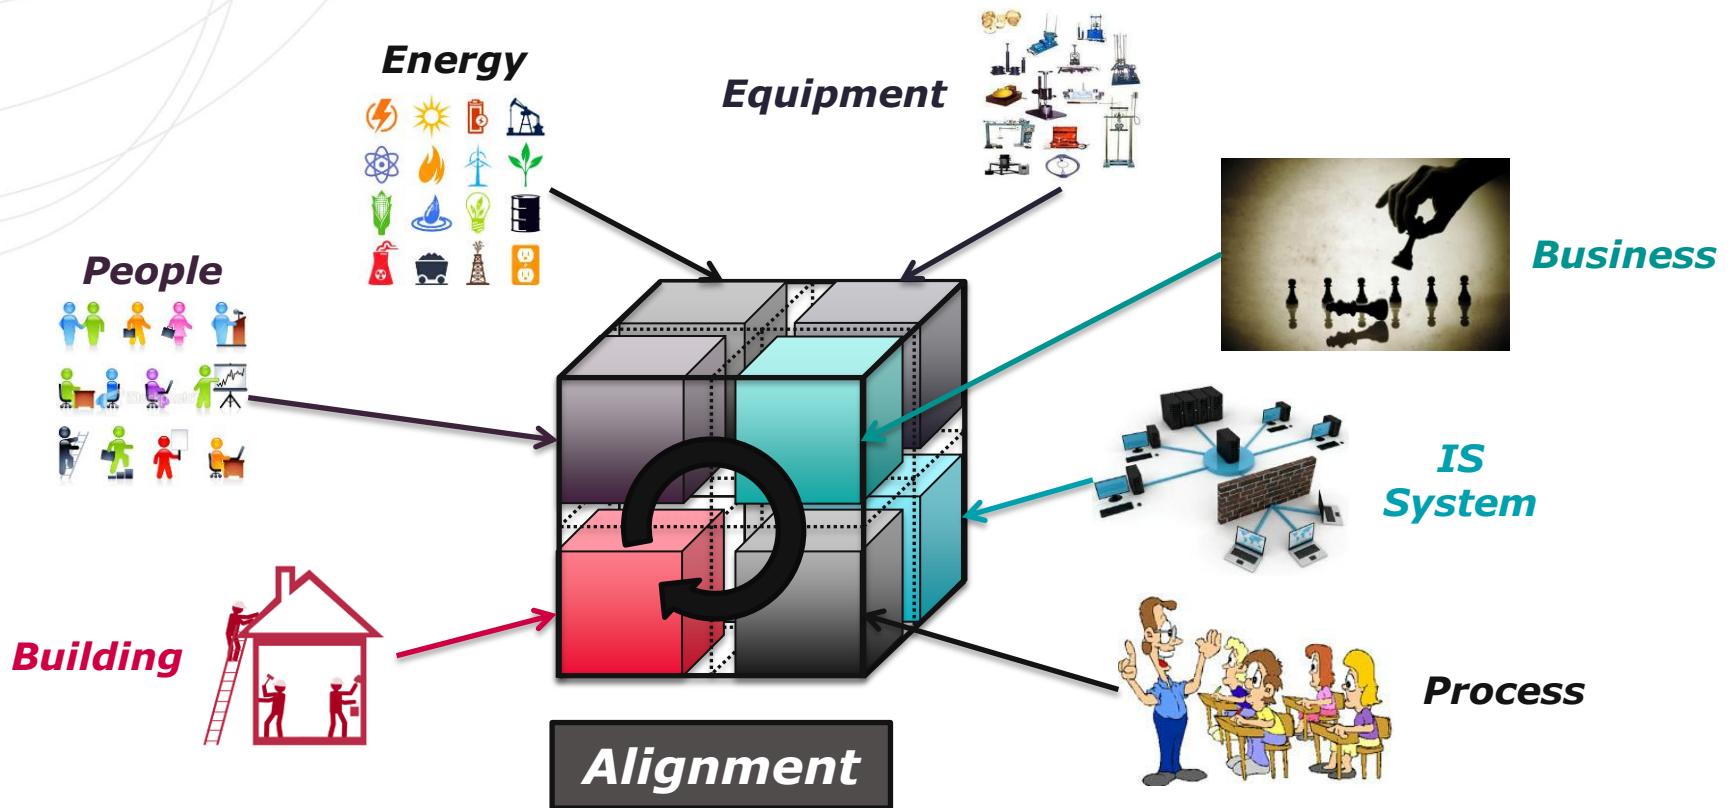 Energy
Equipment
People
Business
IS
System
Building
Process
Alignment